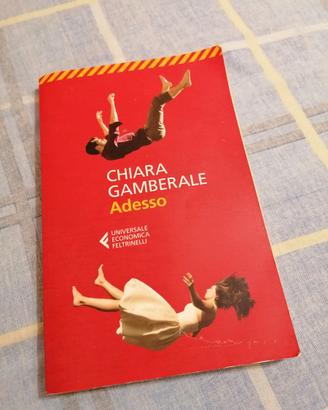 CHIARA
GAMBERALE
Adesso
UNIVERSALE
ECONOMICA
FELTRINELLI